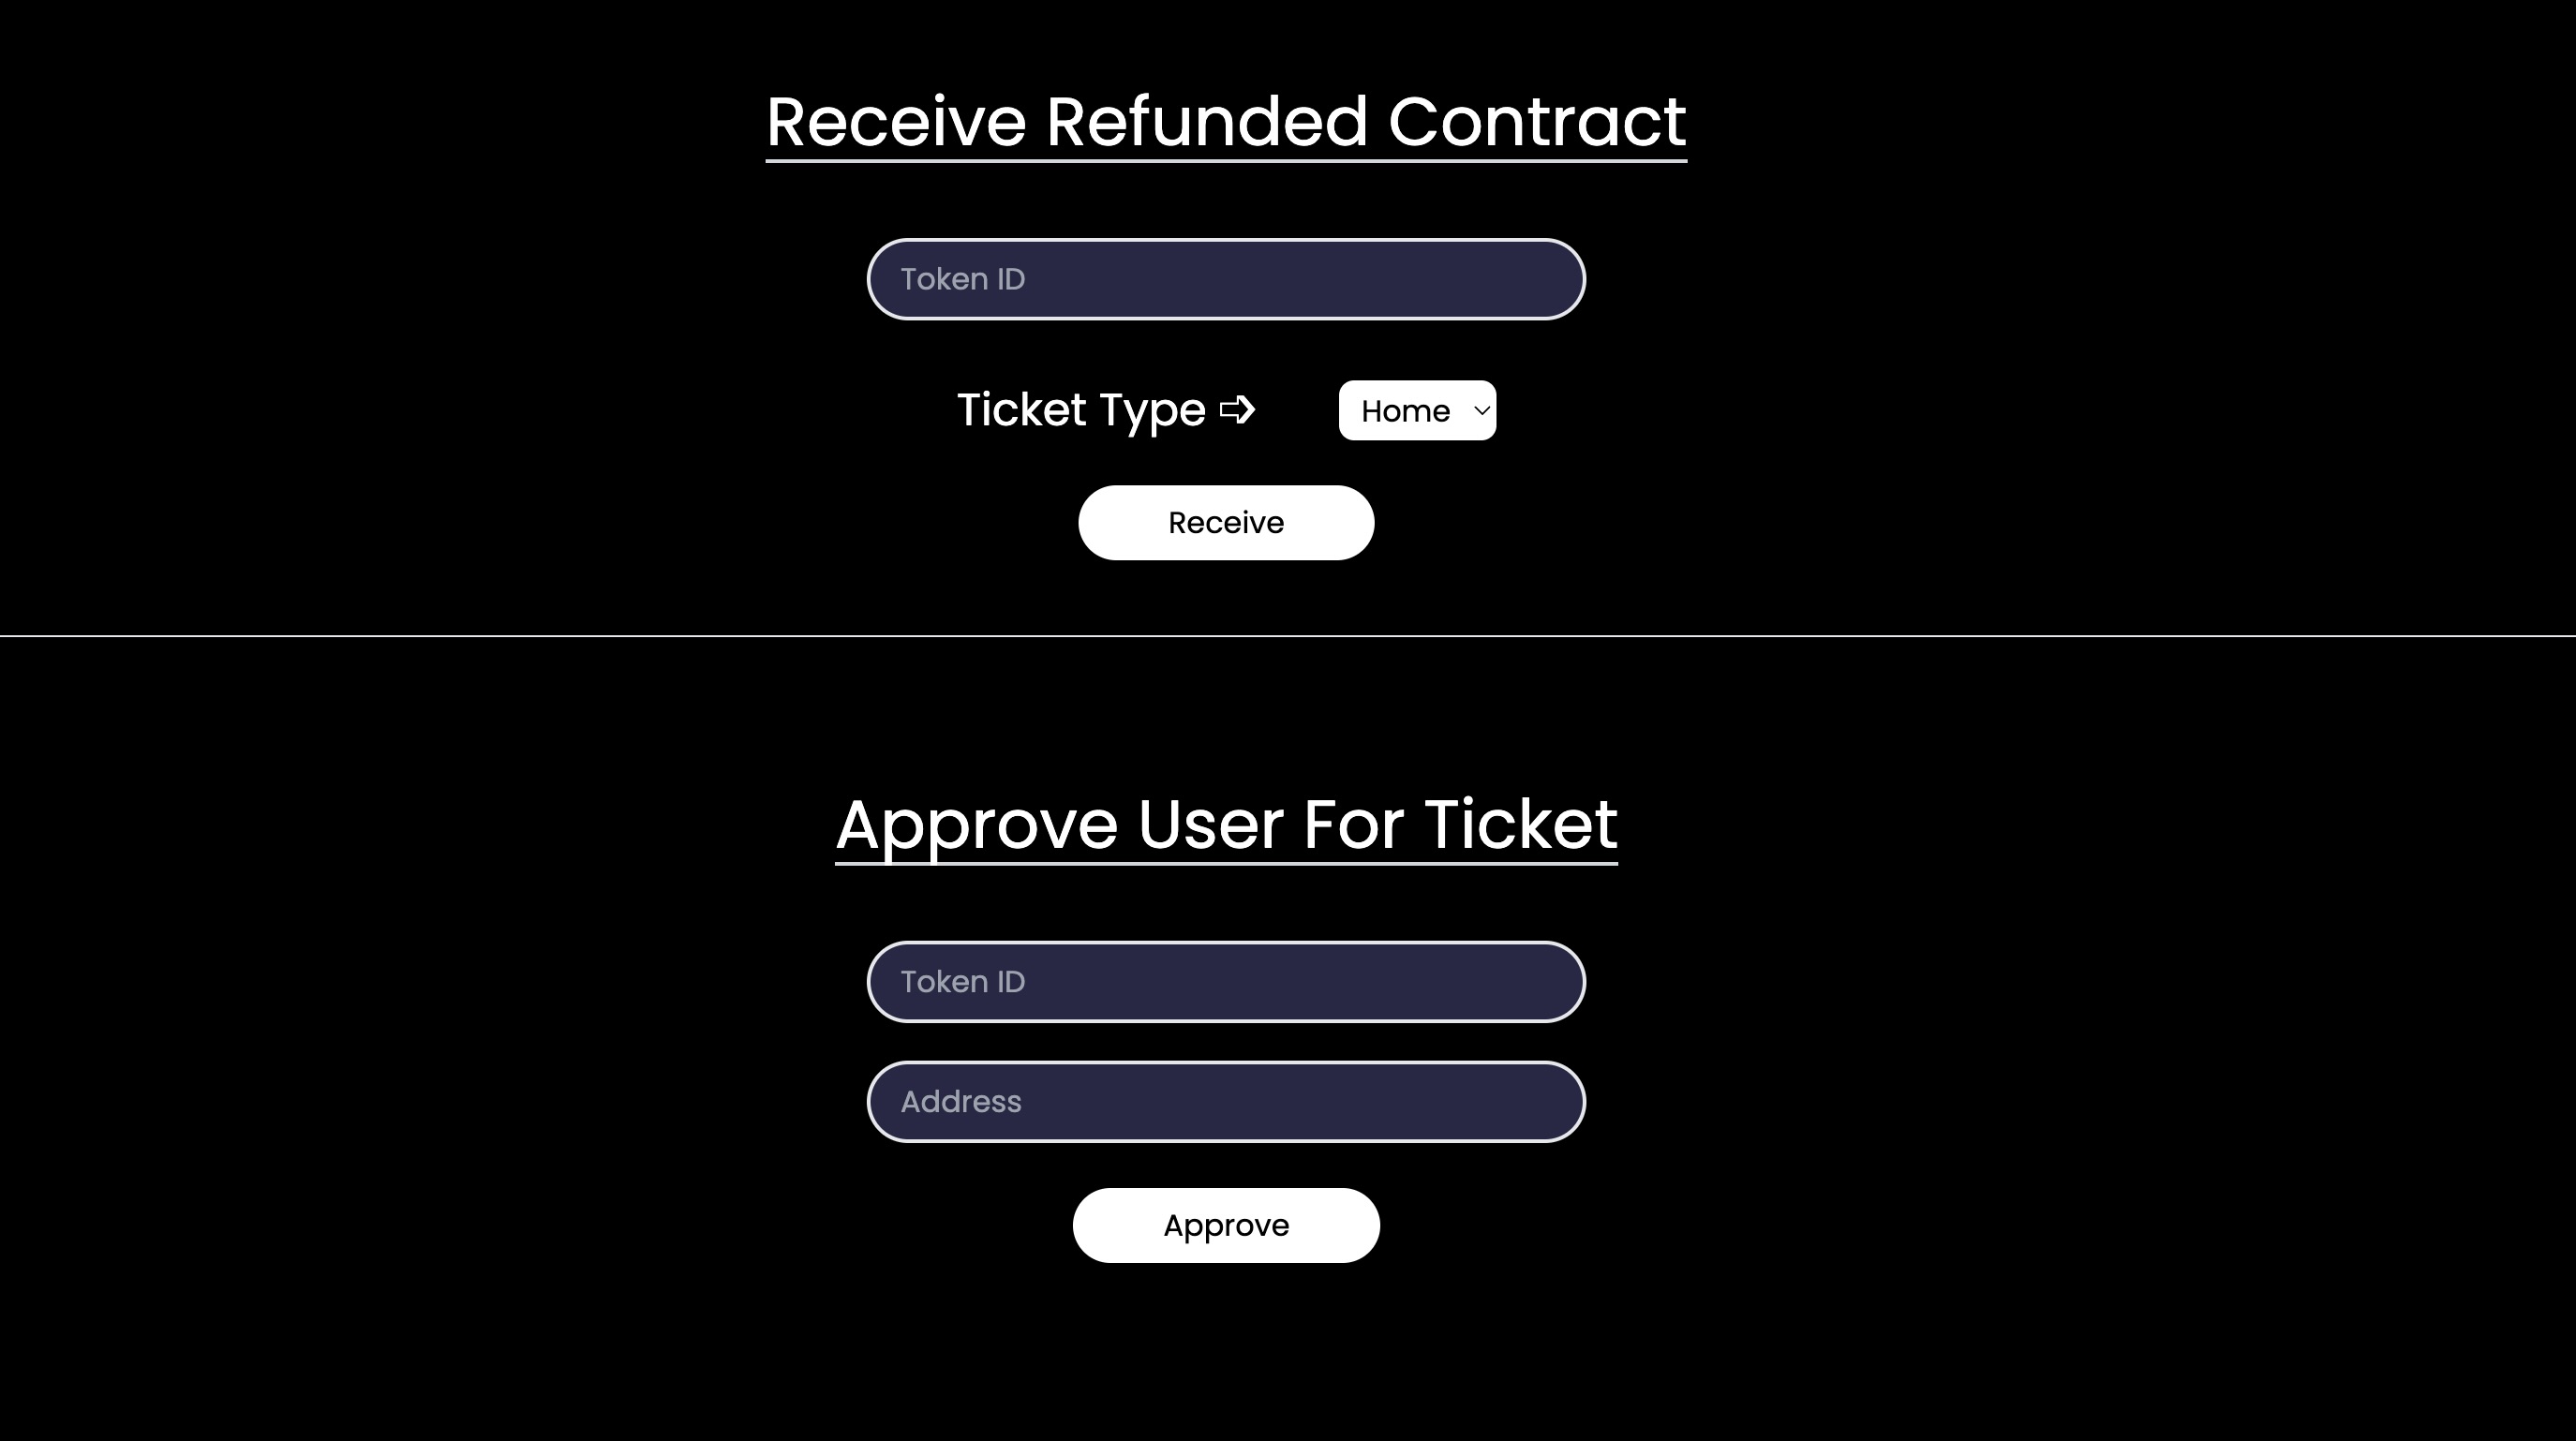 Receive Refunded Contract
Token ID
Ticket Type ➩ Home
Receive
Approve User For Ticket
Token ID
Address
Approve